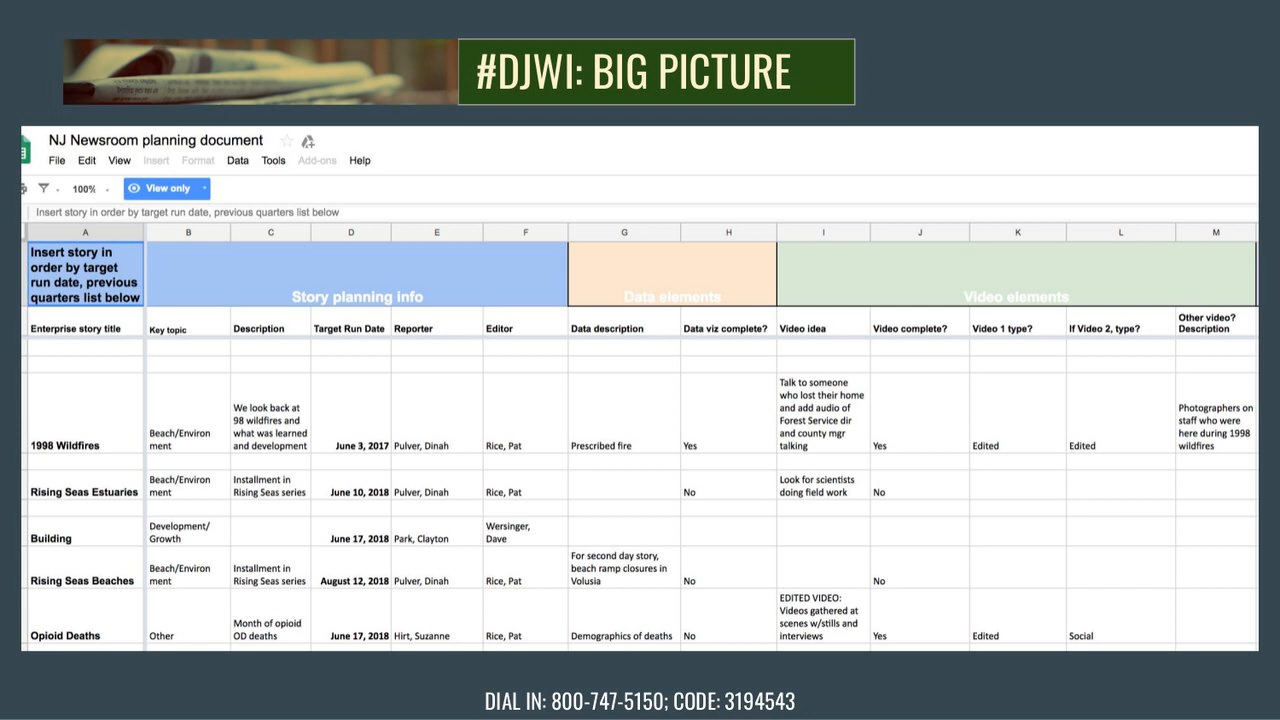 #DJWI: BIG PICTURE
NJ Newsroom planning document
File Edit View Insert Format Data Tools Add-ons Help
100% View only
Insert story in order by target run date, previous quarters list below
A B C D E F G H I J K L M
Insert story in
order by target
run date, previous
quarters list below
Story planning info
Data elements
Video elements
Enterprise story title
Key topic
Description
Target Run Date
Reporter
Editor
Data description
Data viz complete?
Video idea
Video complete?
Video 1 type?
If Video 2, type?
Other video?
Description
1998 Wildfires
Beach/Environ
ment
We look back at
98 wildfires and
what was learned
and development
June 3, 2017
Pulver, Dinah
Rice, Pat
Prescribed fire
Yes
Talk to someone
who lost their home
and add audio of
Forest Service dir
and county mgr
talking
Yes
Edited
Edited
Photographers on
staff who were
here during 1998
wildfires
Rising Seas Estuaries
Beach/Environ
ment
Installment in
Rising Seas series
June 10, 2018
Pulver, Dinah
Rice, Pat
No
Look for scientists
doing field work
No
Building
Development/
Growth
June 17, 2018
Park, Clayton
Wersinger,
Dave
Rising Seas Beaches
Beach/Environ
ment
Installment in
Rising Seas series
August 12, 2018
Pulver, Dinah
Rice, Pat
For second day story,
beach ramp closures in
Volusia
No
No
Opioid Deaths
Other
Month of opioid
OD deaths
June 17, 2018
Hirt, Suzanne
Rice, Pat
Demographics of deaths
No
EDITED VIDEO:
Videos gathered at
scenes w/stills and
interviews
Yes
Edited
Social
DIAL IN: 800-747-5150; CODE: 3194543